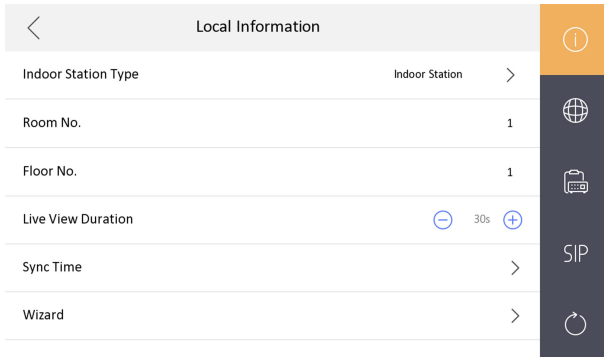 Local Information
Indoor Station Type Indoor Station
Room No. 1
Floor No. 1
Live View Duration 30s
Sync Time
Wizard
SIP